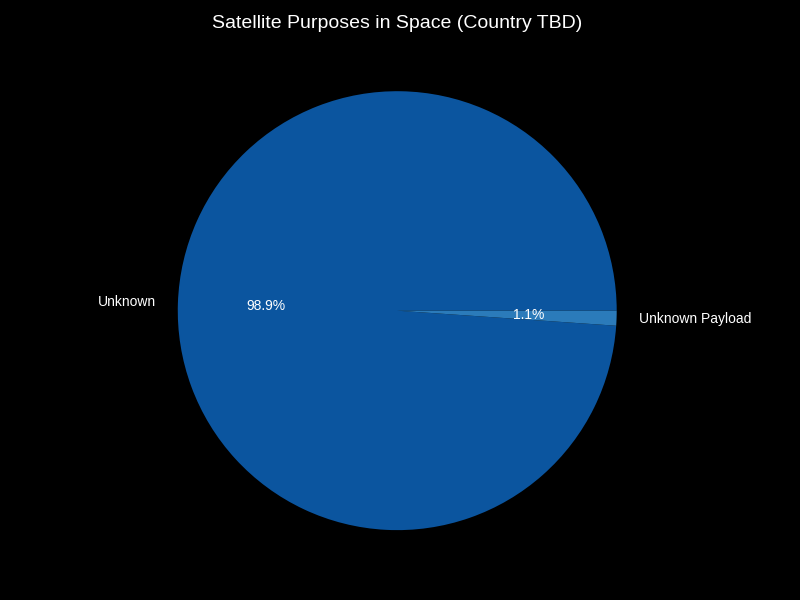 Satellite Purposes in Space (Country TBD)
Unknown
98.9%
1.1%
Unknown Payload